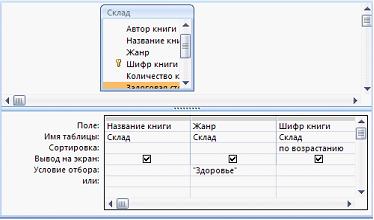 Склад
Автор книги
Название кни
Жанр
Шифр книги
Количество к
Залоговая ст
Поле: Название книги Жанр Шифр книги
Имя таблицы: Склад Склад Склад
Сортировка: по возрастанию
Вывод на экран:
Условие отбора: "Здоровье"
или: